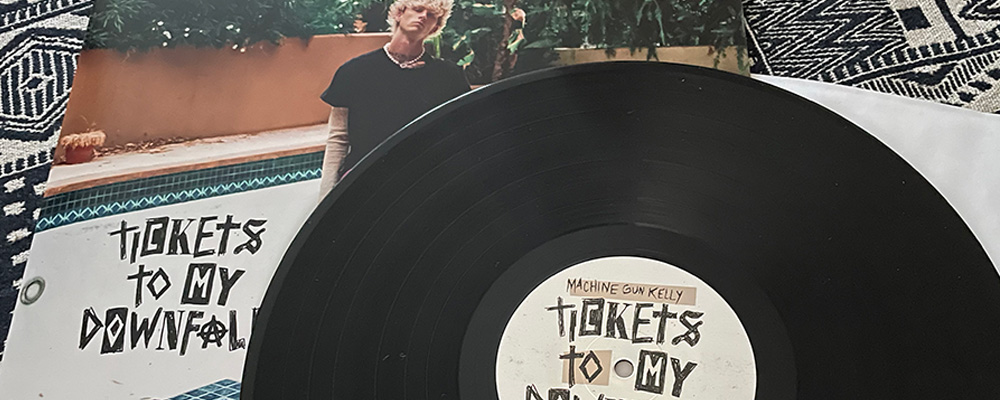 TICKETS
TO MY
DOWNFAL
MACHINE GUN KELLY
TICKETS
TO MY